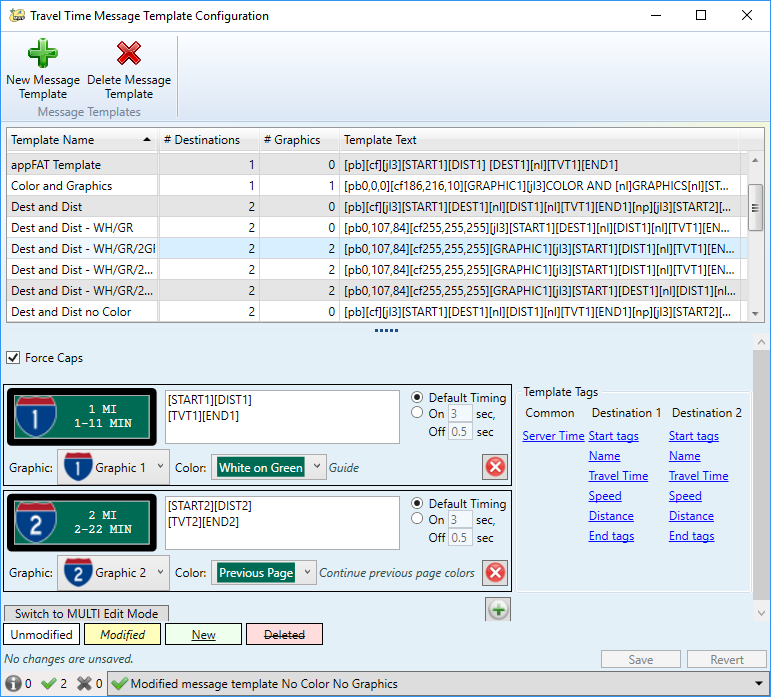 Travel Time Message Template Configuration
New Message Template
Delete Message Template
Message Templates
Template Name # Destinations # Graphics Template Text
appFAT Template 1 0 [pb][cf][jl3][START1][DIST1] [DEST1][nl][TVT1][END1]
Color and Graphics 1 1 [pb0,0,0][cf186,216,10][GRAPHIC1][jl3]COLOR AND [nl]GRAPHICS[nl][ST...
Dest and Dist 2 0 [pb][cf][jl3][START1][DEST1][nl][DIST1][nl][TVT1][END1][np][jl3][START2][...
Dest and Dist - WH/GR 2 0 [pb0,107,84][cf255,255,255][jl3][START1][DEST1][nl][DIST1][nl][TVT1][EN...
Dest and Dist - WH/GR/2GI 2 2 [pb0,107,84][cf255,255,255][GRAPHIC1][jl3][START1][DIST1][nl][TVT1][EN...
Dest and Dist - WH/GR/2... 2 2 [pb0,107,84][cf255,255,255][GRAPHIC1][jl3][START1][DIST1][nl][TVT1][EN...
Dest and Dist - WH/GR/2... 2 2 [pb0,107,84][cf255,255,255][GRAPHIC1][jl3][START1][DEST1][nl][DIST1][nl...
Dest and Dist no Color 2 0 [pb][cf][jl3][START1][DEST1][nl][DIST1][nl][TVT1][END1][np][jl3][START2][...
Force Caps
1
1 MI
1-11 MIN
[START1][DIST1]
[TVT1][END1]
Default Timing
On 3 sec,
Off 0.5 sec
Graphic: 1 Graphic 1 Color: White on Green Guide
2
2 MI
2-22 MIN
[START2][DIST2]
[TVT2][END2]
Default Timing
On 3 sec,
Off 0.5 sec
Graphic: 2 Graphic 2 Color: Previous Page Continue previous page colors
Template Tags
Common Destination 1 Destination 2
Server Time Start tags Start tags
Name Name
Travel Time Travel Time
Speed Speed
Distance Distance
End tags End tags
Switch to MULTI Edit Mode
Unmodified Modified New Deleted
No changes are unsaved.
Save Revert
0 2 0 Modified message template No Color No Graphics